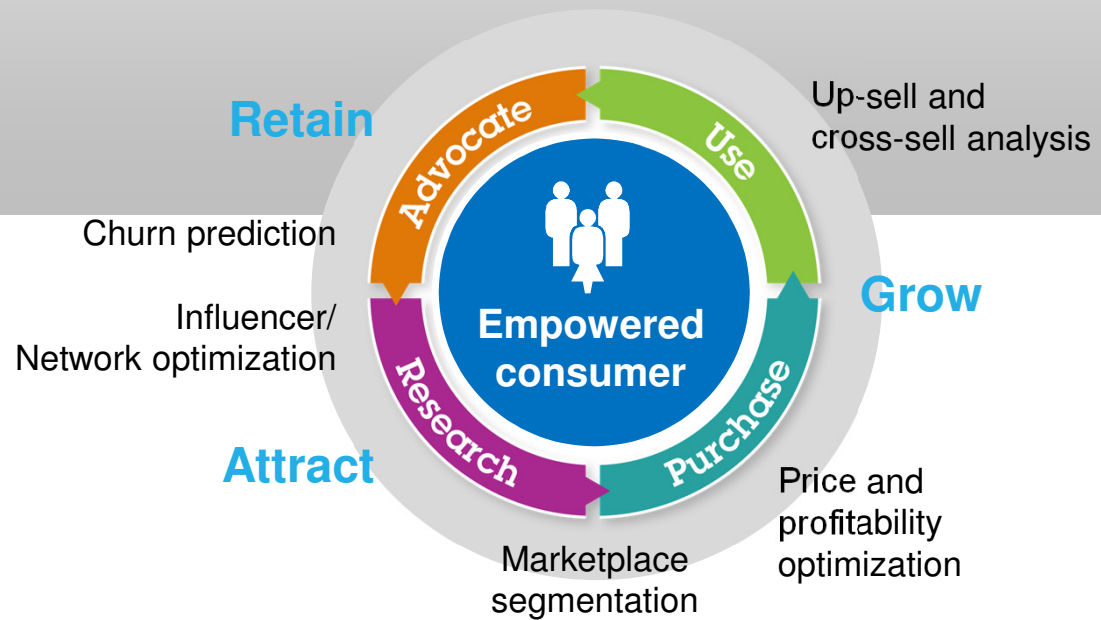 Retain
Advocate
Use
Up-sell and
cross-sell analysis
Churn prediction
Influencer/
Network optimization
Empowered
consumer
Grow
Research
Purchase
Attract
Price and
profitability
optimization
Marketplace
segmentation